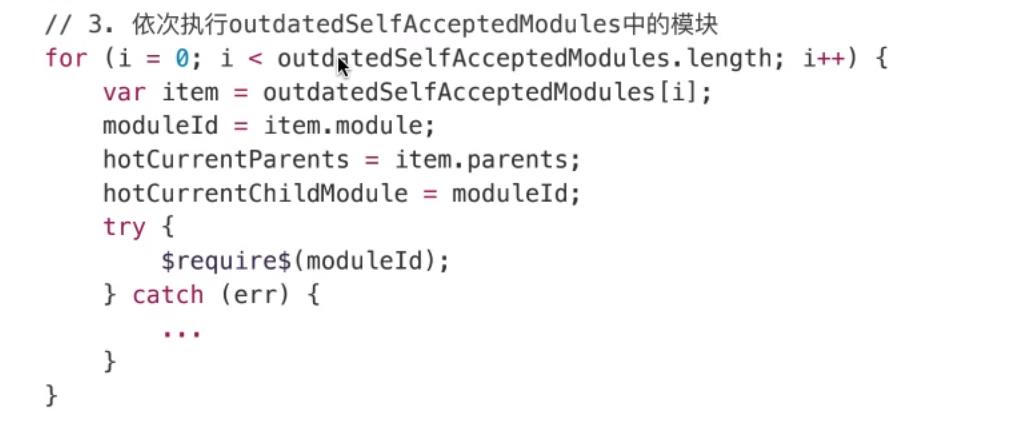 // 3. 依次执行outdatedSelfAcceptedModules中的模块
for (i = 0; i < outdatedSelfAcceptedModules.length; i++) {
    var item = outdatedSelfAcceptedModules[i];
    moduleId = item.module;
    hotCurrentParents = item.parents;
    hotCurrentChildModule = moduleId;
    try {
        $require$(moduleId);
    } catch (err) {
        ...
    }
}